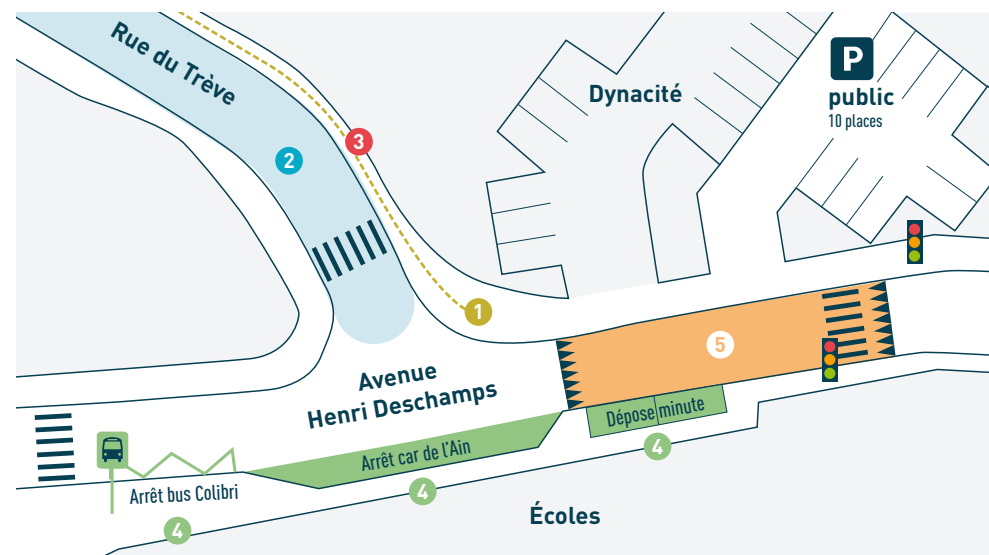 Rue du Trève
2
3
1
Dynacité
P
public
10 places
5
Avenue
Henri Deschamps
Dépose minute
4
Arrêt car de l'Ain
4
Arrêt bus Colibri
4
Écoles